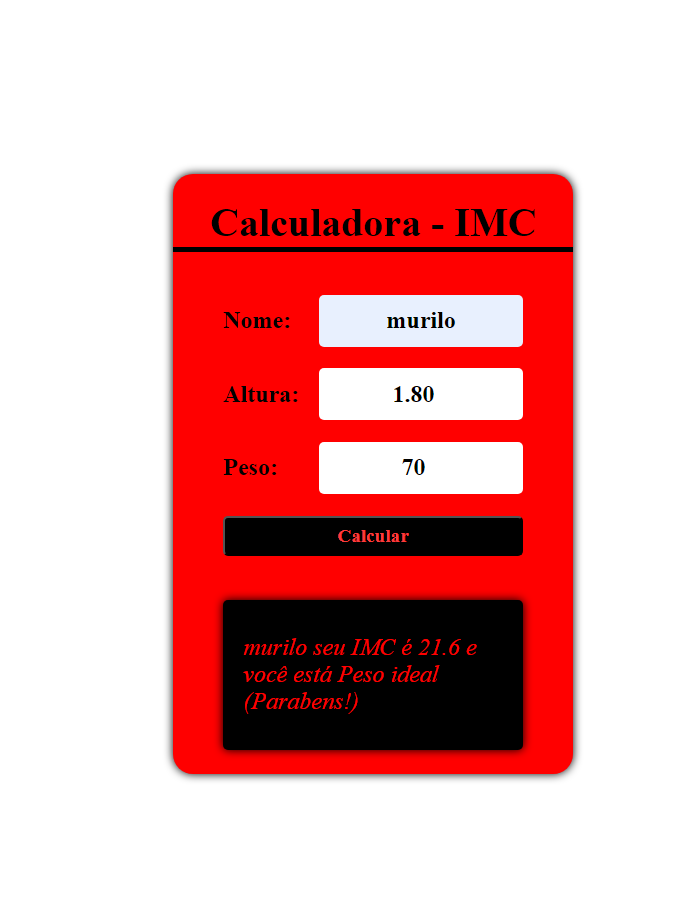 Calculadora - IMC
Nome: murilo
Altura: 1.80
Peso: 70
Calcular
murilo seu IMC é 21.6 e
você está Peso ideal
(Parabens!)